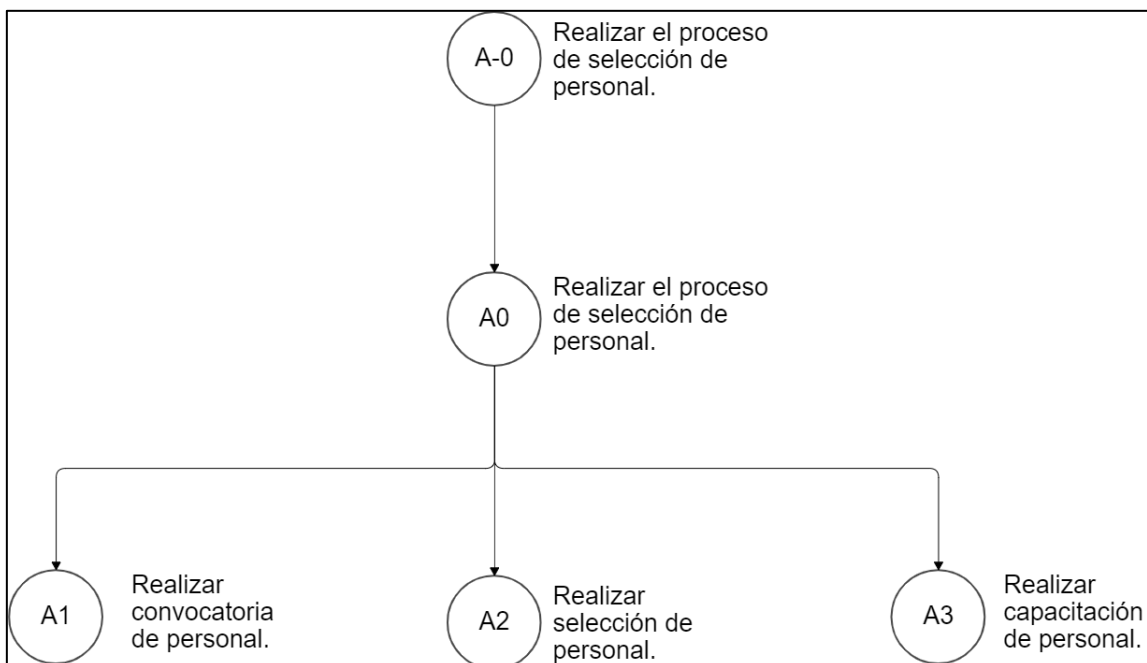 A-0
Realizar el proceso
de selección de
personal.
A0
Realizar el proceso
de selección de
personal.
A1
Realizar
convocatoria
de personal.
A2
Realizar
selección de
personal.
A3
Realizar
capacitación
de personal.